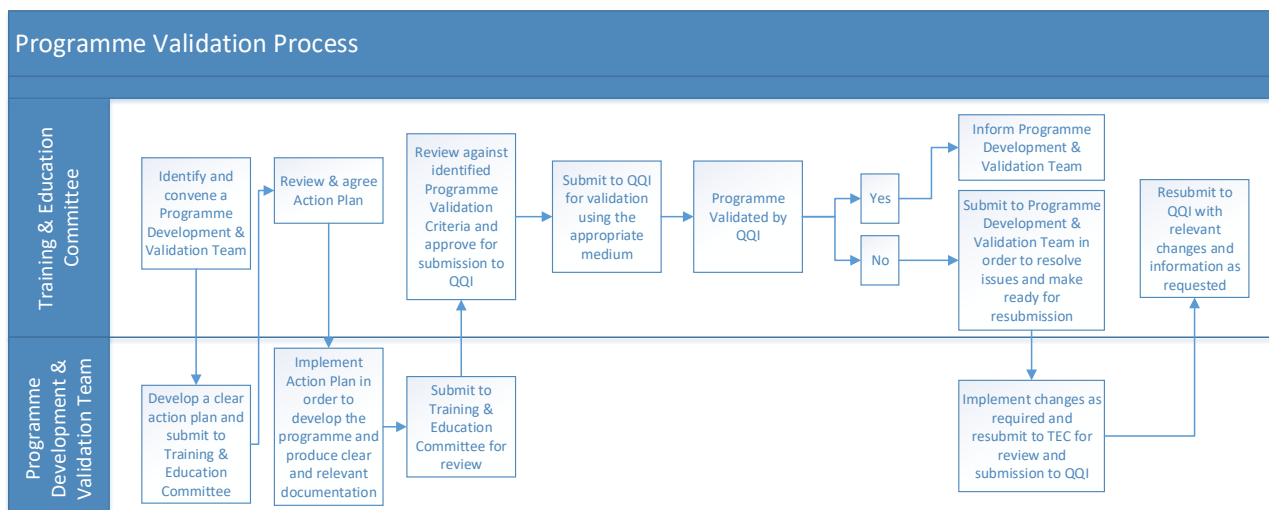 Programme Validation Process
Training & Education
Committee
Identify and
convene a
Programme
Development &
Validation Team
Review & agree
Action Plan
Review against
identified
Programme
Validation
Criteria and
approve for
submission to
QQI
Submit to QQI
for validation
using the
appropriate
medium
Programme
Validated by
QQI
Yes
No
Inform Programme
Development &
Validation Team
Submit to Programme
Development &
Validation Team in
order to resolve
issues and make
ready for
resubmission
Resubmit to
QQI with
relevant
changes and
information as
requested
Programme
Development &
Validation Team
Develop a clear
action plan and
submit to
Training &
Education
Committee
Implement
Action Plan in
order to
develop the
programme and
produce clear
and relevant
documentation
Submit to
Training &
Education
Committee for
review
Implement changes as
required and
resubmit to TEC for
review and
submission to QQI